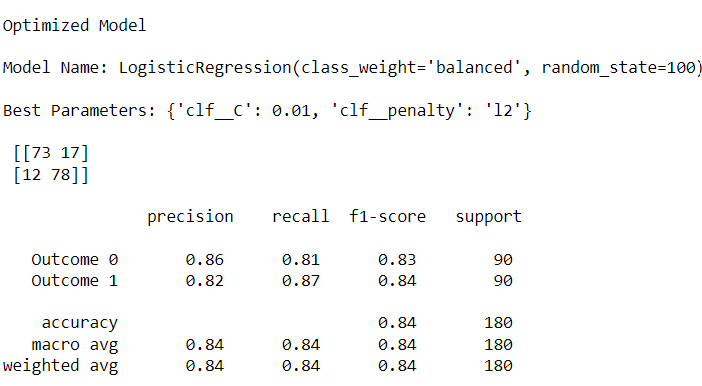 Optimized Model
Model Name: LogisticRegression(class_weight='balanced', random_state=100)
Best Parameters: {'clf__C': 0.01, 'clf__penalty': 'l2'}
[[73 17]
[12 78]]
precision recall f1-score support
Outcome 0 0.86 0.81 0.83 90
Outcome 1 0.82 0.87 0.84 90
accuracy 0.84 180
macro avg 0.84 0.84 0.84 180
weighted avg 0.84 0.84 0.84 180